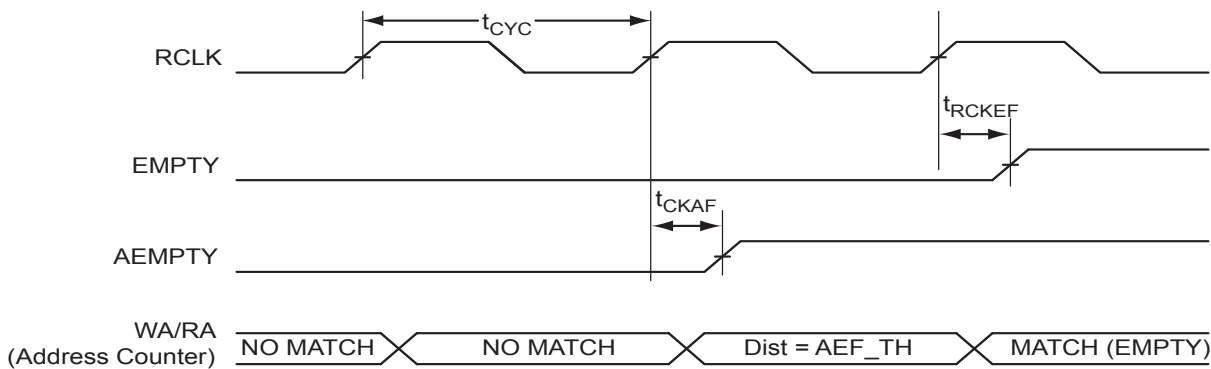 tCYC
RCLK
tRCKEF
EMPTY
tCKAF
AEMPTY
WA/RA
(Address Counter)
NO MATCH
NO MATCH
Dist = AEF_TH
MATCH (EMPTY)